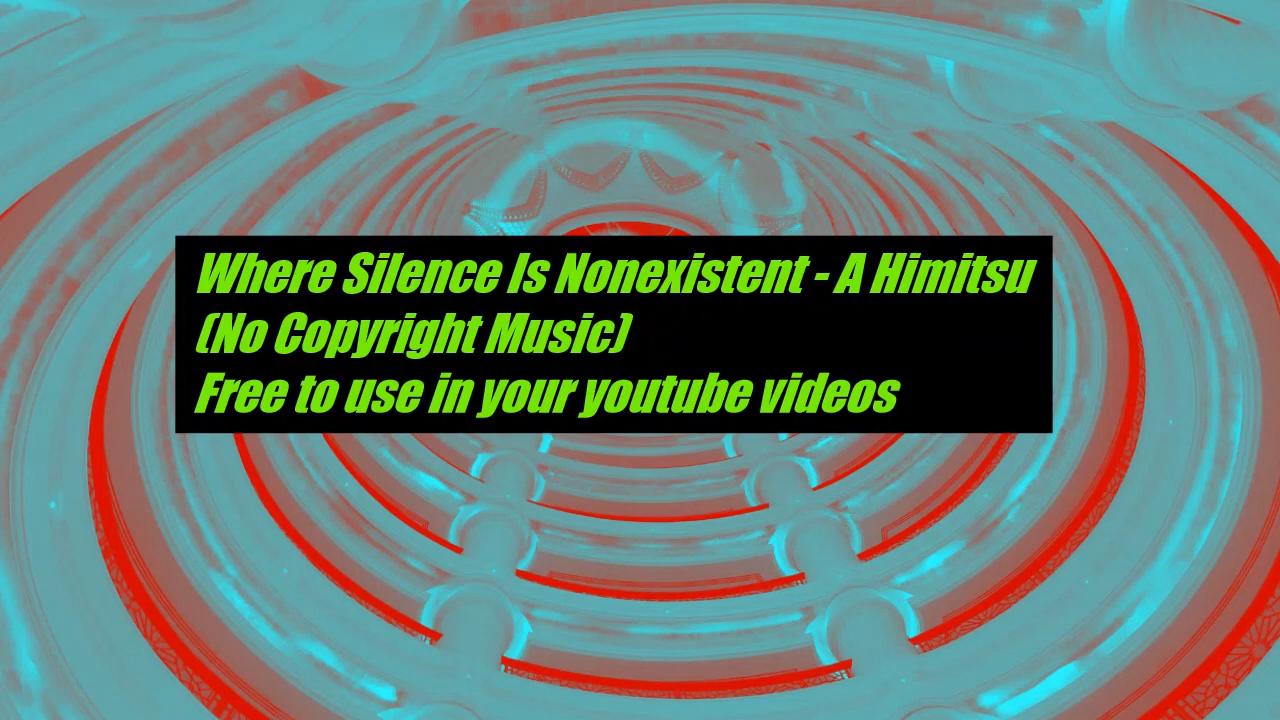 Where Silence Is Nonexistent - A Himitsu
(No Copyright Music)
Free to use in your youtube videos